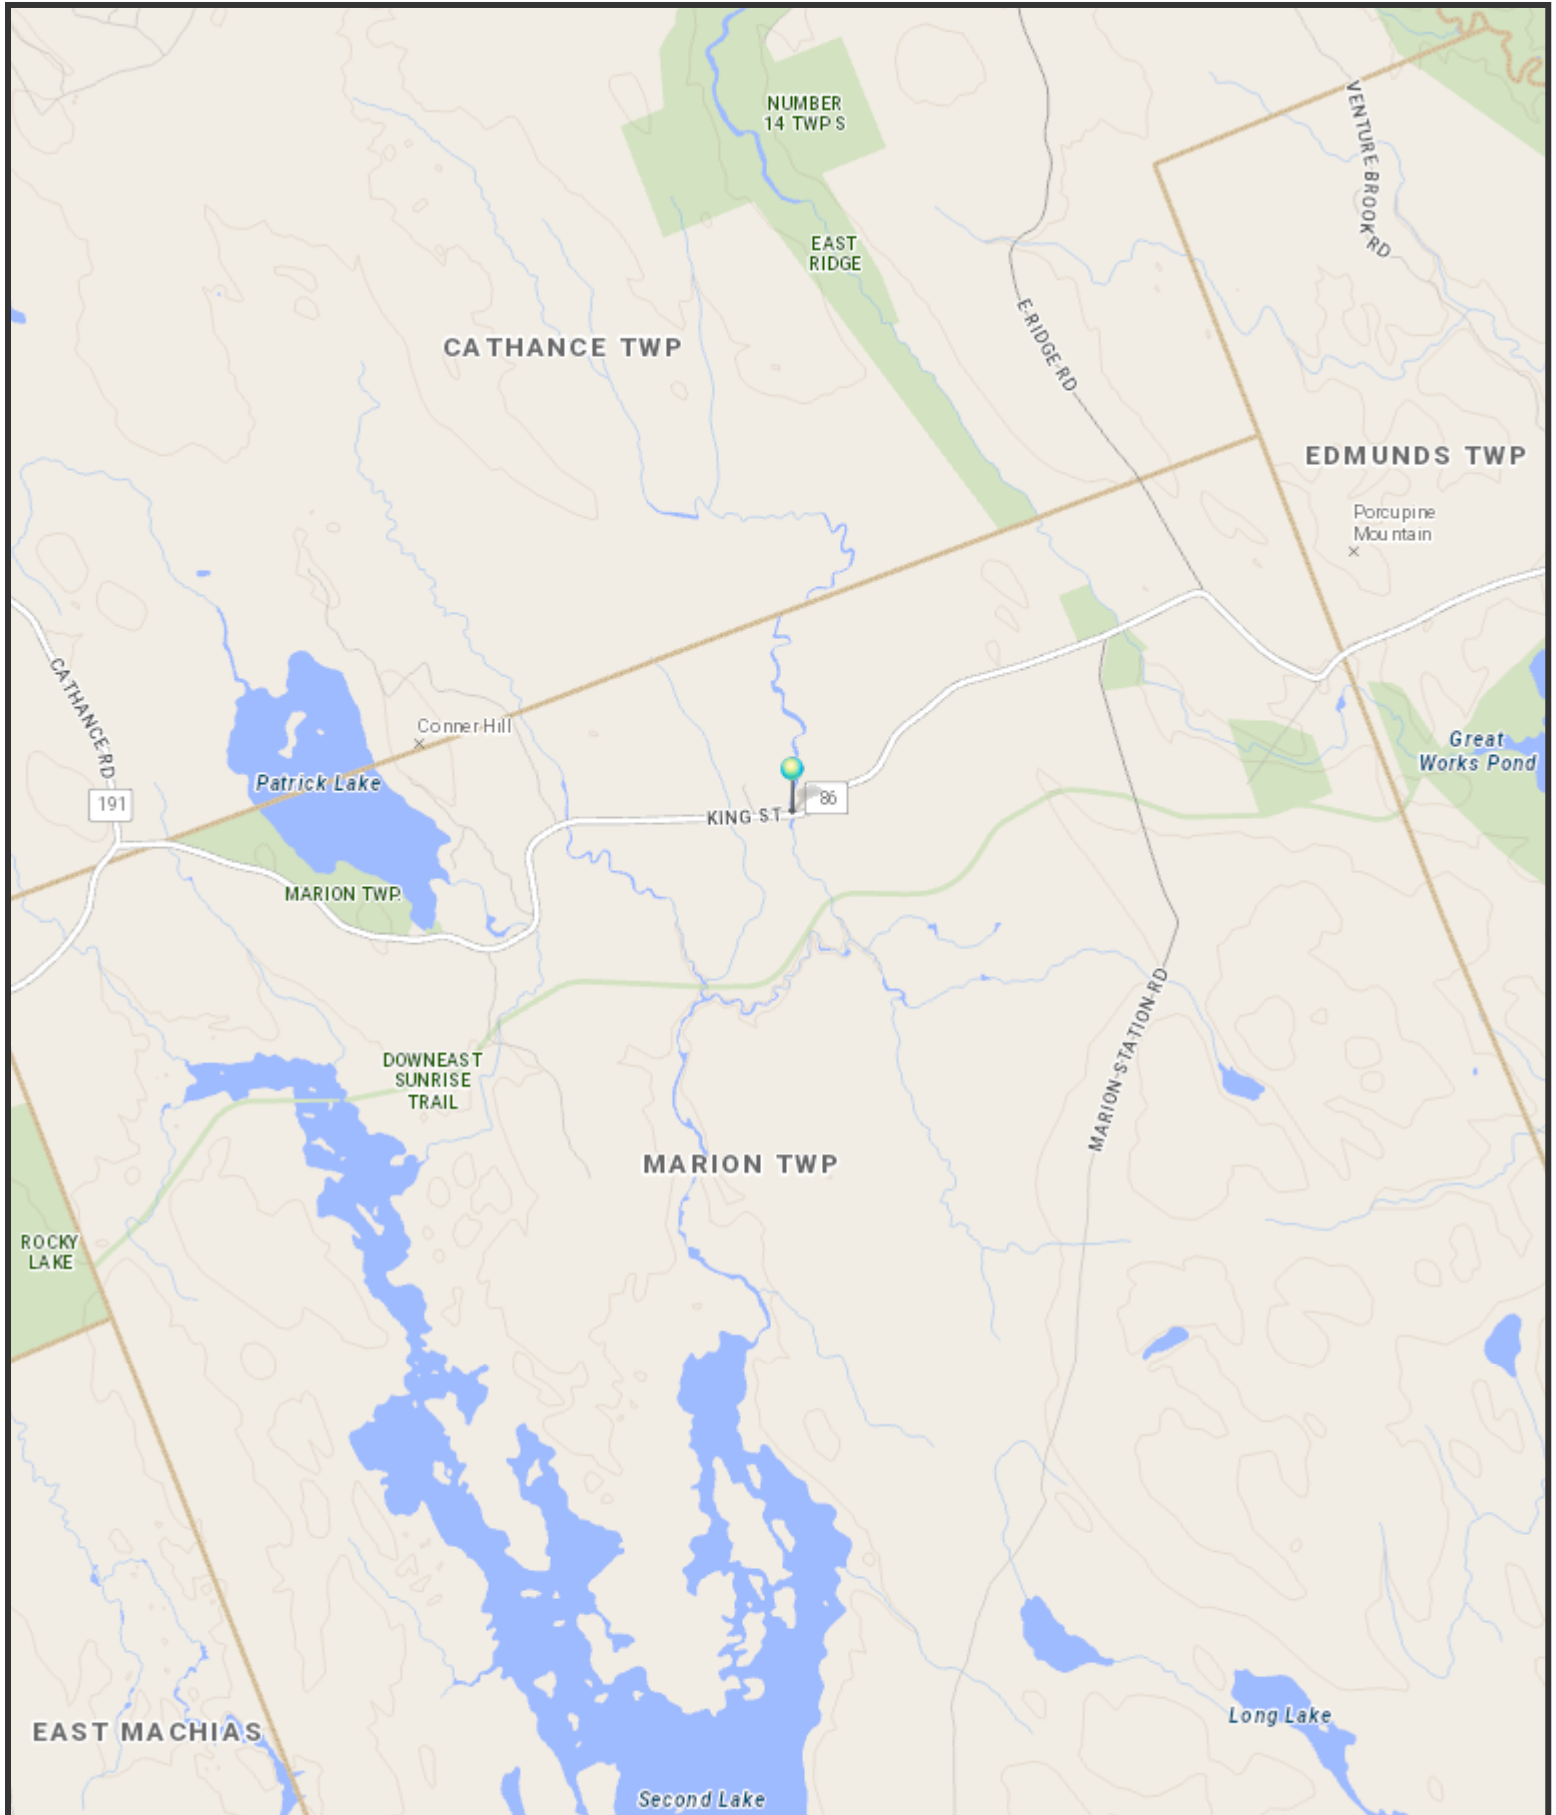 NUMBER
14 TWP S
VENTURE BROOK RD
EAST
RIDGE
E RIDGE RD
CATHANCE TWP
EDMUNDS TWP
Porcupine
Mountain
CATHANCE RD
Conner Hill
Great
Works Pond
Patrick Lake
191
86
KING ST
MARION TWP.
MARION STATION RD
DOWNEAST
SUNRISE
TRAIL
MARION TWP
ROCKY
LAKE
Long Lake
EAST MACHIAS
Second Lake